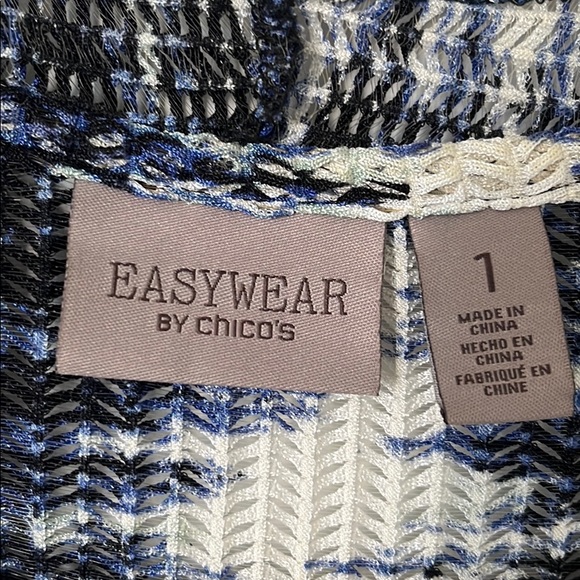 EASYWEAR
BY CHICO'S
1
MADE IN
CHINA
HECHO EN
CHINA
FABRIQUÉ EN
CHINE